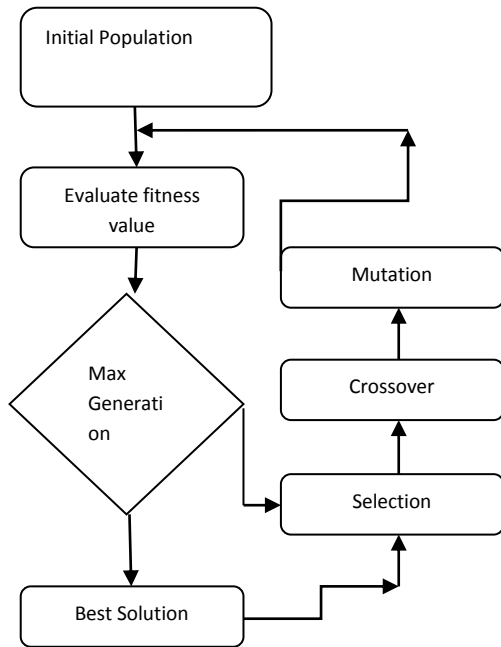 Initial Population
Evaluate fitness
value
Max
Generati
on
Best Solution
Mutation
Crossover
Selection